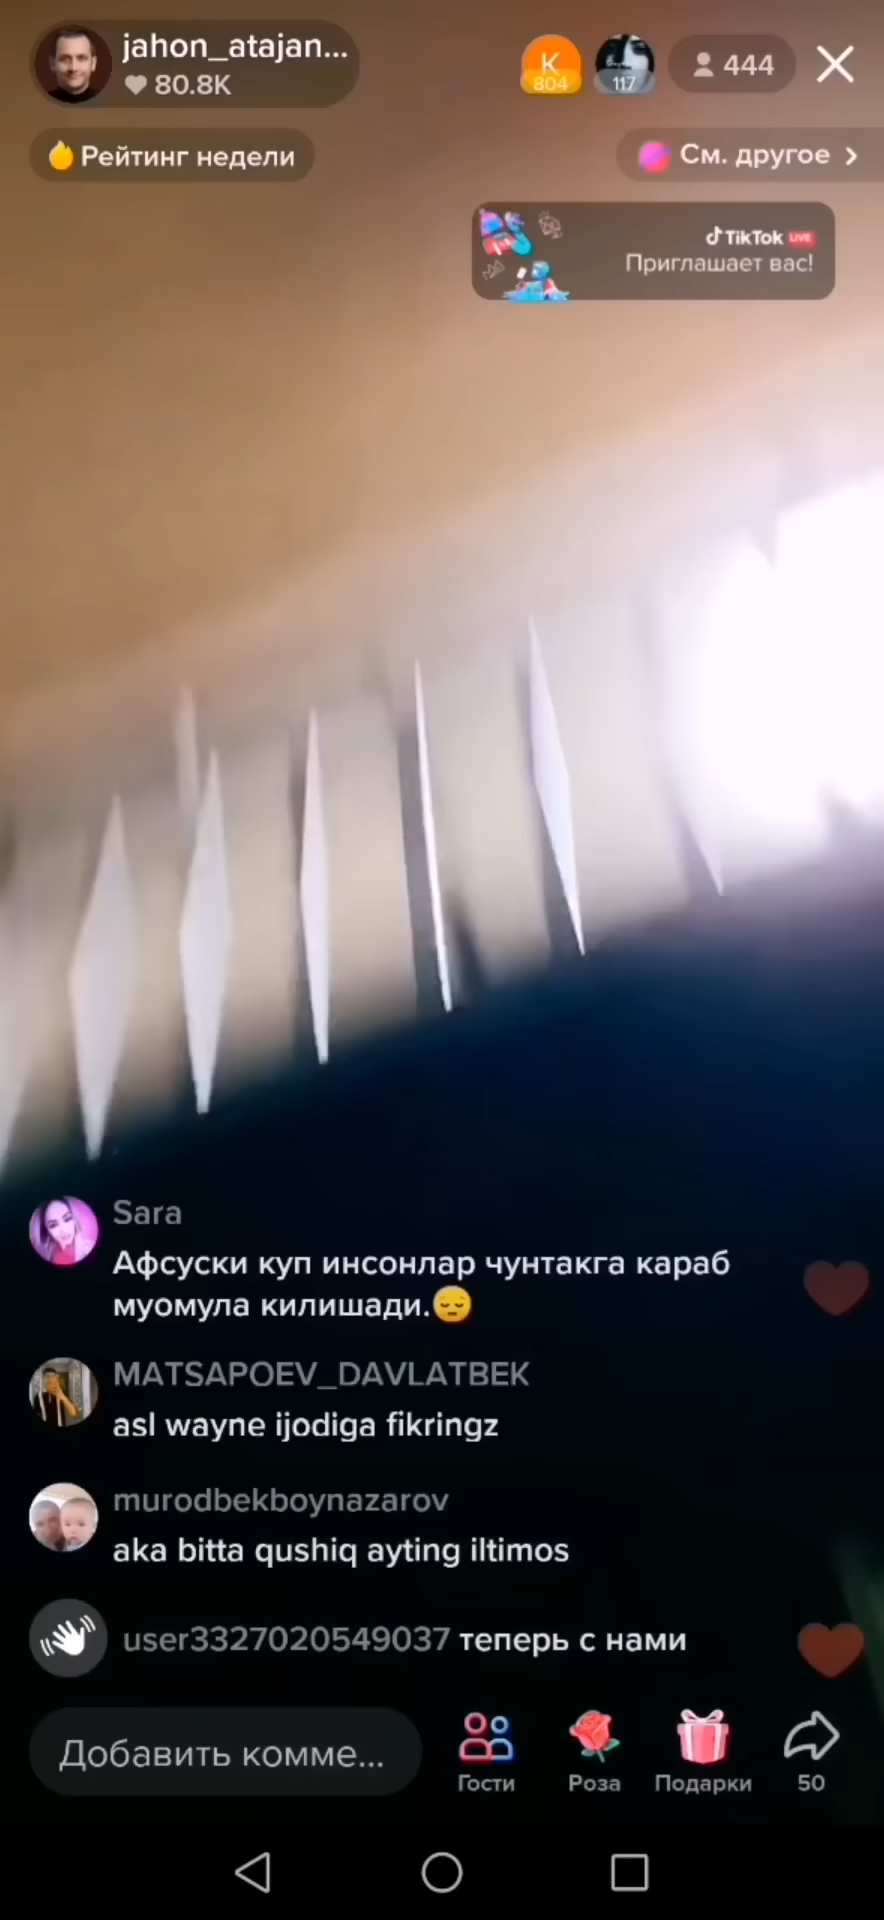 jahon_atajan...
80.8K
K
804
117
444
Рейтинг недели
См. другое
TikTok LIVE
Приглашает вас!
Sara
Афсуски куп инсонлар чунтакга караб
муомула килишади.😔
MATSAPOEV_DAVLATBEK
asl wayne ijodiga fikringz
murodbekboynazarov
aka bitta qushiq ayting iltimos
user3327020549037 теперь с нами
Добавить комме...
Гости
Роза
Подарки
50